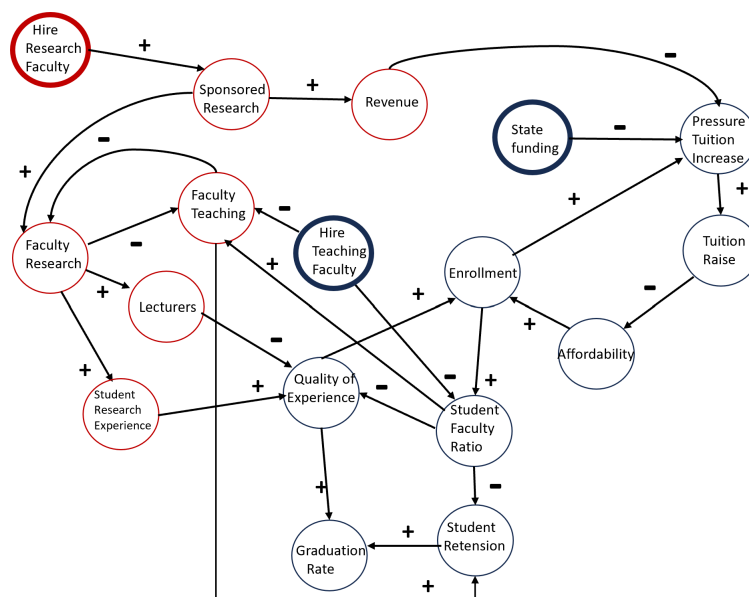 Hire
Research
Faculty
+
Sponsored
Research
+
Revenue
-
State
funding
-
Pressure
Tuition
Increase
+
+
-
Faculty
Teaching
-
Hire
Teaching
Faculty
+
Faculty
Research
-
+
Lecturers
-
+
Student
Research
Experience
+
Quality of
Experience
+
+
Enrollment
+
Tuition
Raise
-
Affordability
+
+
-
-
Student
Faculty
Ratio
-
+
Graduation
Rate
+
Student
Retension
+